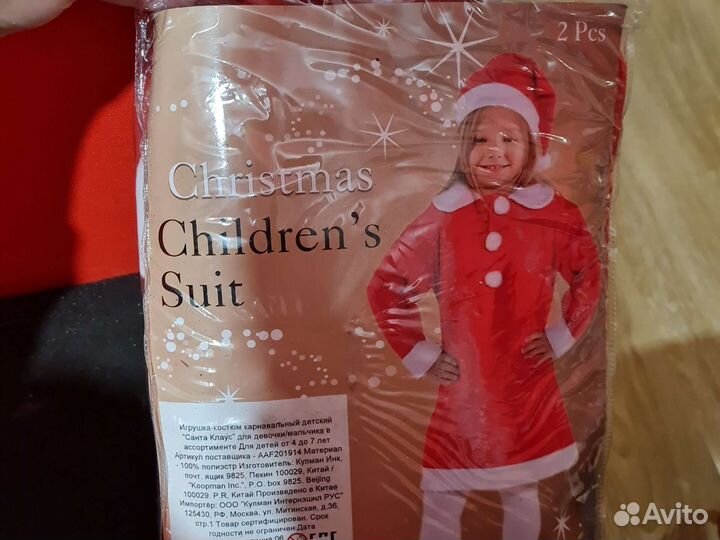 2 Pcs
Christmas
Children's
Suit
Игрушка-костюм карнавальный детский
"Санта Клаус" для девочки/мальчика в
ассортименте Для детей от 4 до 7 лет
Артикул поставщика - AAF201914 Материал
- 100% полиэстр Изготовитель: Купман Инк,
почт. ящик 9825, Пекин 100029, Китай /
"Koopman Inc.", P.O. box 9825, Beijing
100029. P.R, Китай Произведено в Китае
Импортер: ООО "Купман Интернэшнл РУС"
125430, РФ, Москва, ул. Митинская, д.36,
стр.1 Товар сертифицирован. Срок
годности не ограничен Дата
Avito